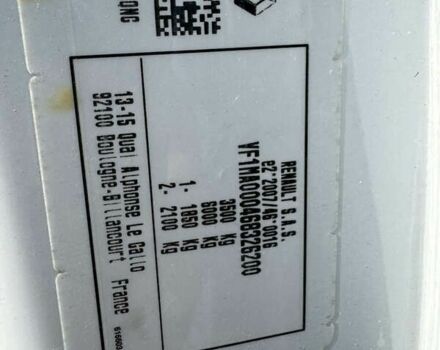 RENAULT S.A.S.
e2*2007/46*0016
VF1MA000468326200
3500 Kg
6000 Kg
1- 1850 Kg
2- 2100 Kg
13-15 Quai Alphonse Le Gallo
92100 Boulogne-Billancourt France